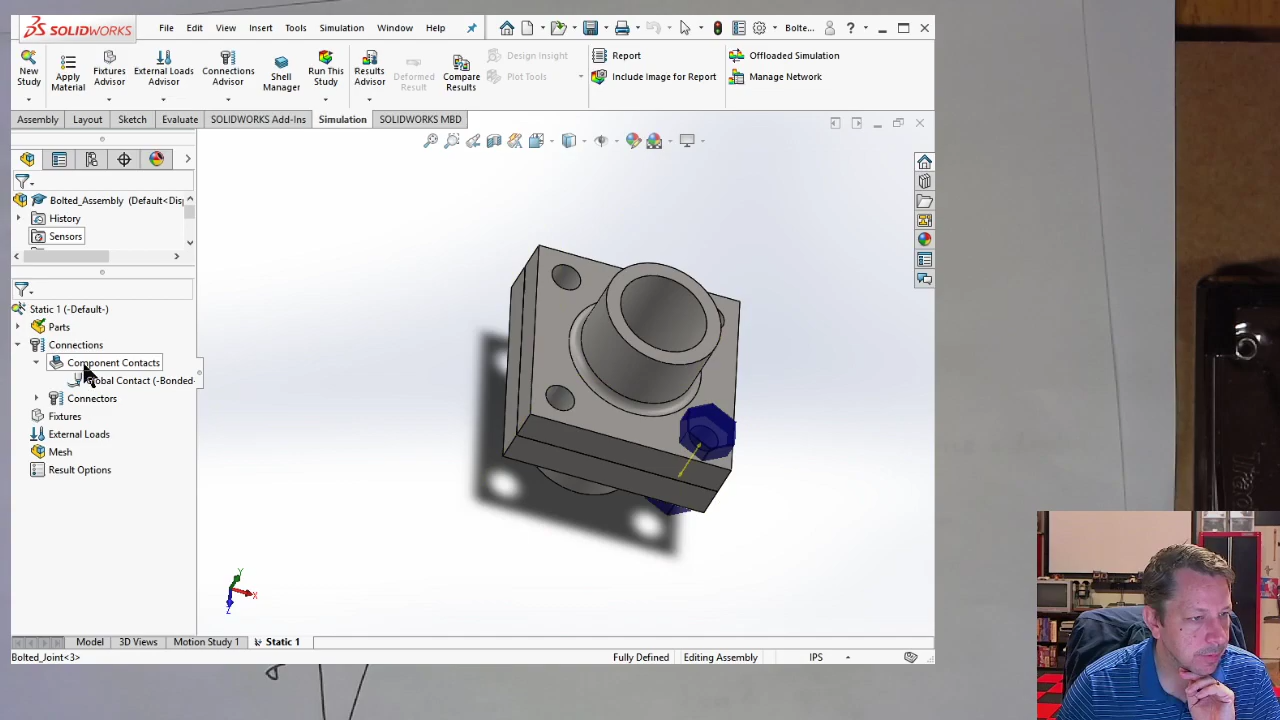 SOLIDWORKS
File Edit View Insert Tools Simulation Window Help
Bolte...
New Study
Apply Material
Fixtures Advisor
External Loads Advisor
Connections Advisor
Shell Manager
Run This Study
Results Advisor
Deformed Result
Compare Results
Design Insight
Plot Tools
Report
Include Image for Report
Offloaded Simulation
Manage Network
Assembly Layout Sketch Evaluate SOLIDWORKS Add-Ins Simulation SOLIDWORKS MBD
Bolted_Assembly (Default<Dis
History
Sensors
Static 1 (-Default-)
Parts
Connections
Component Contacts
Global Contact (-Bonded-
Connectors
Fixtures
External Loads
Mesh
Result Options
Y
X
Z
Model 3D Views Motion Study 1 Static 1
Bolted_Joint<3> Fully Defined Editing Assembly IPS